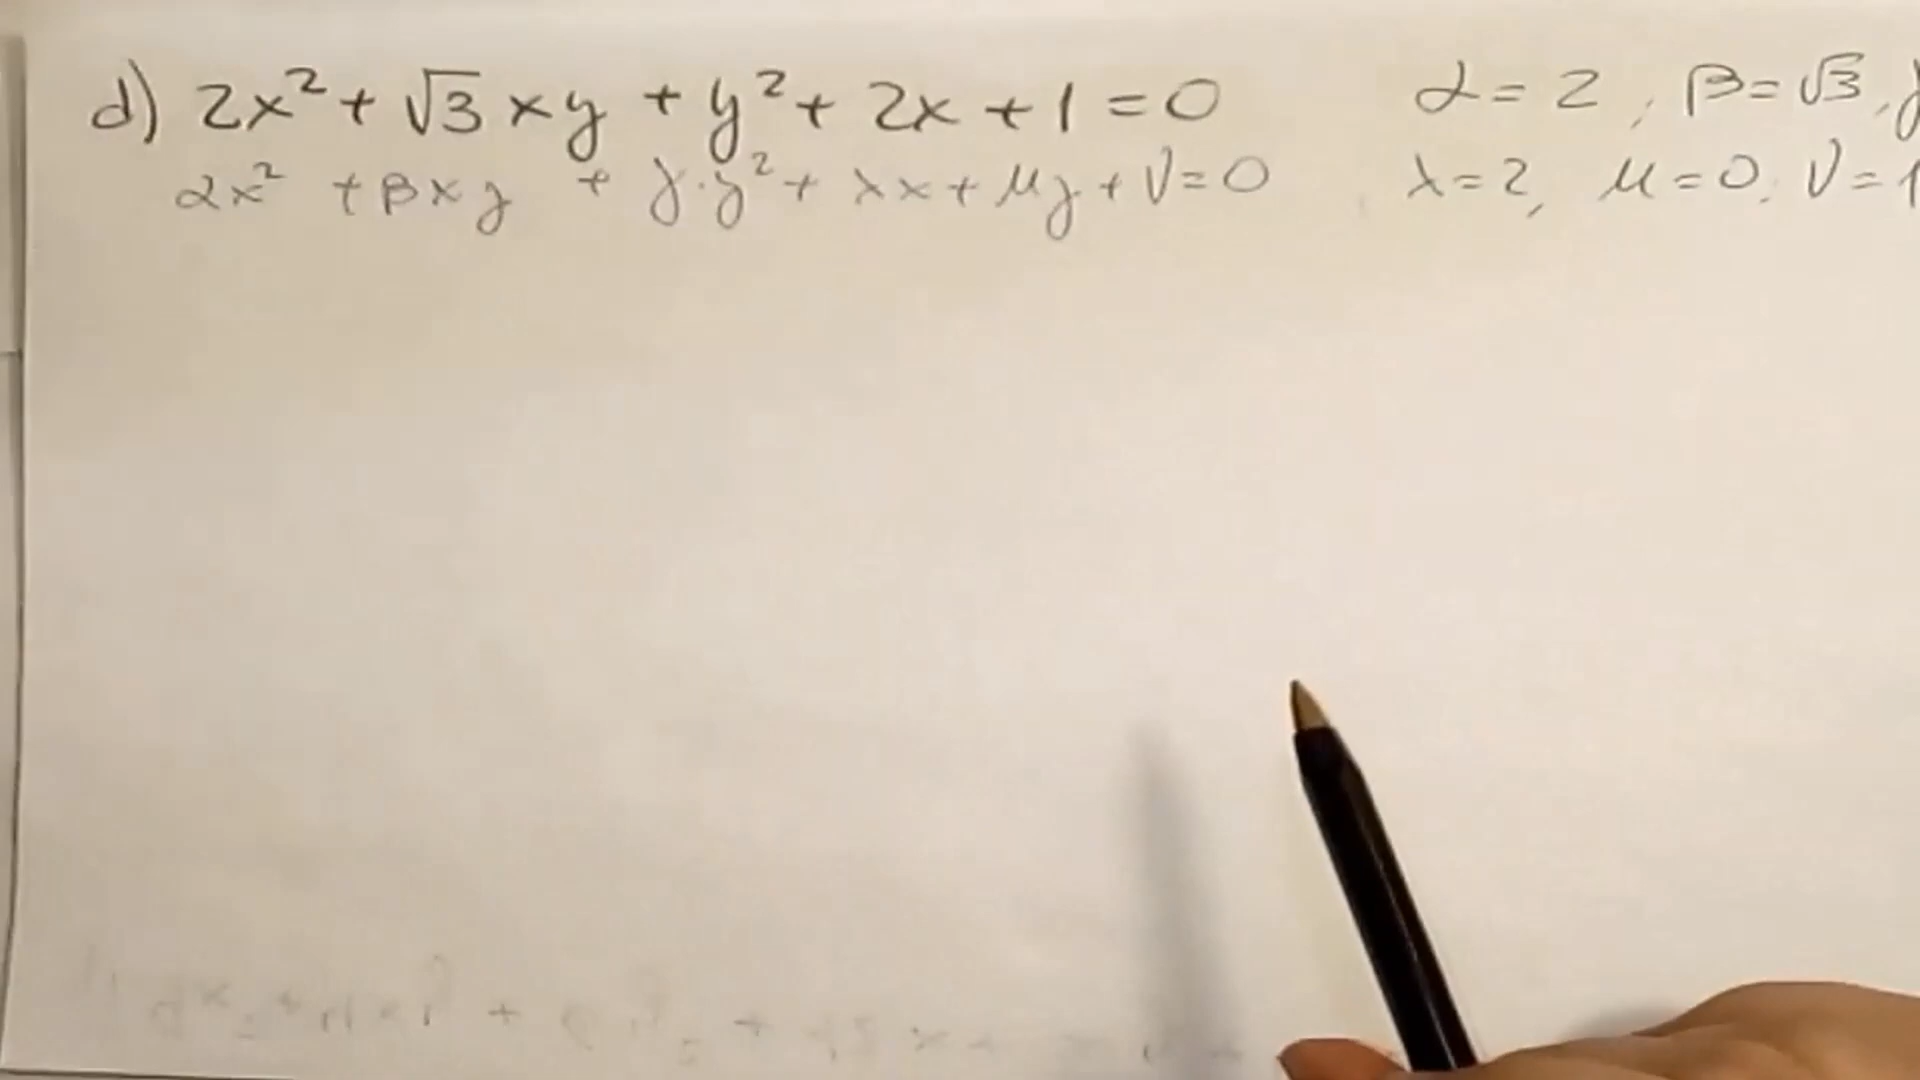 d) 2x² + √3 xy + y² + 2x + 1 = 0 α = 2, β = √3,
αx² + βxy + γ·y² + λx + μy + ν = 0 λ = 2, μ = 0, ν = 1